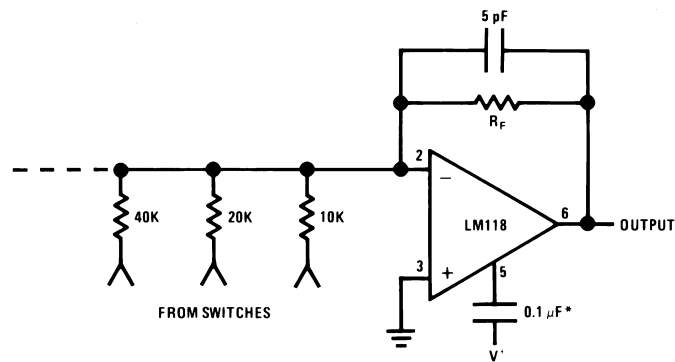 5 pF
R_F
2
−
40K
20K
10K
LM118
6
OUTPUT
3
+
5
FROM SWITCHES
0.1 μF*
V+